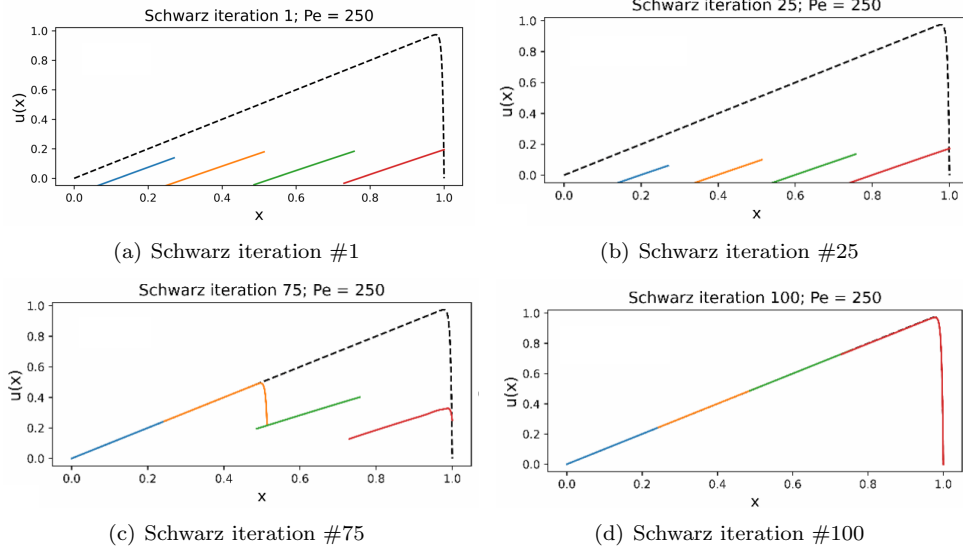 Schwarz iteration 1; Pe = 250
u(x)
1.0
0.8
0.6
0.4
0.2
0.0
0.0 0.2 0.4 0.6 0.8 1.0
x
(a) Schwarz iteration #1
Schwarz iteration 25; Pe = 250
u(x)
1.0
0.8
0.6
0.4
0.2
0.0
0.0 0.2 0.4 0.6 0.8 1.0
x
(b) Schwarz iteration #25
Schwarz iteration 75; Pe = 250
u(x)
1.0
0.8
0.6
0.4
0.2
0.0
0.0 0.2 0.4 0.6 0.8 1.0
x
(c) Schwarz iteration #75
Schwarz iteration 100; Pe = 250
u(x)
1.0
0.8
0.6
0.4
0.2
0.0
0.0 0.2 0.4 0.6 0.8 1.0
x
(d) Schwarz iteration #100